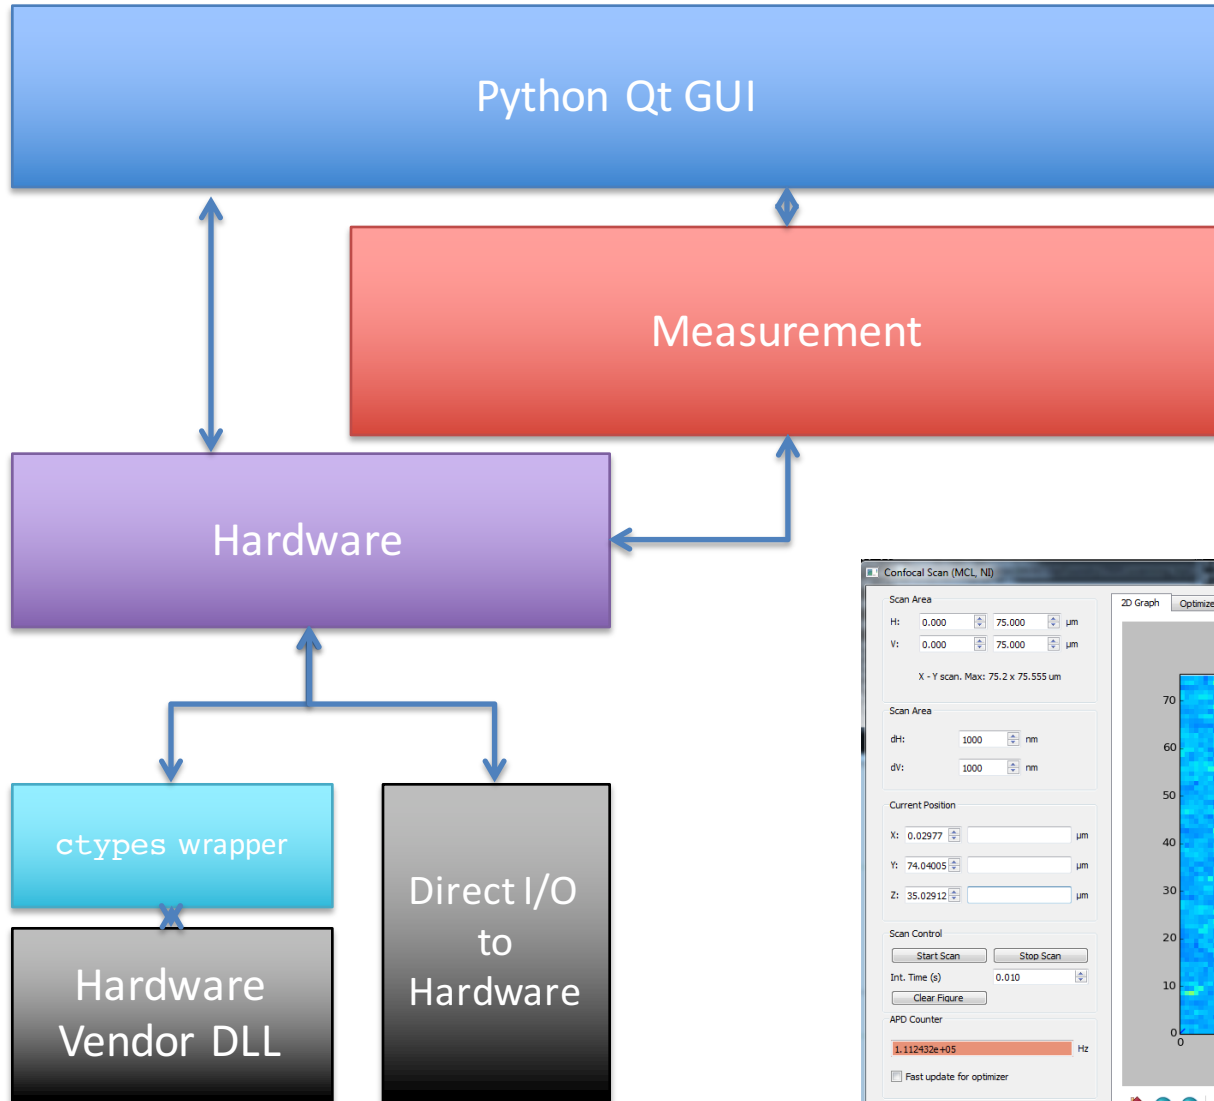 Python Qt GUI
Measurement
Hardware
ctypes wrapper
Direct I/O
to
Hardware
Hardware
Vendor DLL
Confocal Scan (MCL, NI)
Scan Area
H: 0.000 75.000 µm
V: 0.000 75.000 µm
X - Y scan. Max: 75.2 x 75.555 um
Scan Area
dH: 1000 nm
dV: 1000 nm
Current Position
X: 0.02977 µm
Y: 74.04005 µm
Z: 35.02912 µm
Scan Control
Start Scan Stop Scan
Int. Time (s) 0.010
Clear Figure
APD Counter
1.112432e+05 Hz
Fast update for optimizer
2D Graph Optimize
70
60
50
40
30
20
10
0
0